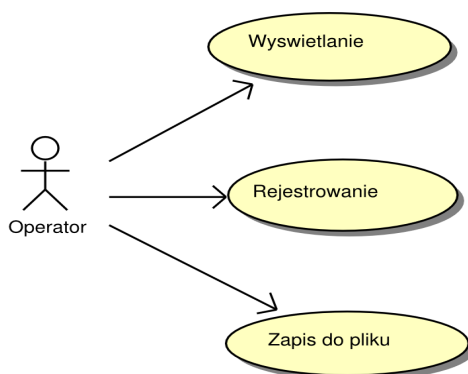 Wyswietlanie
Rejestrowanie
Operator
Zapis do pliku